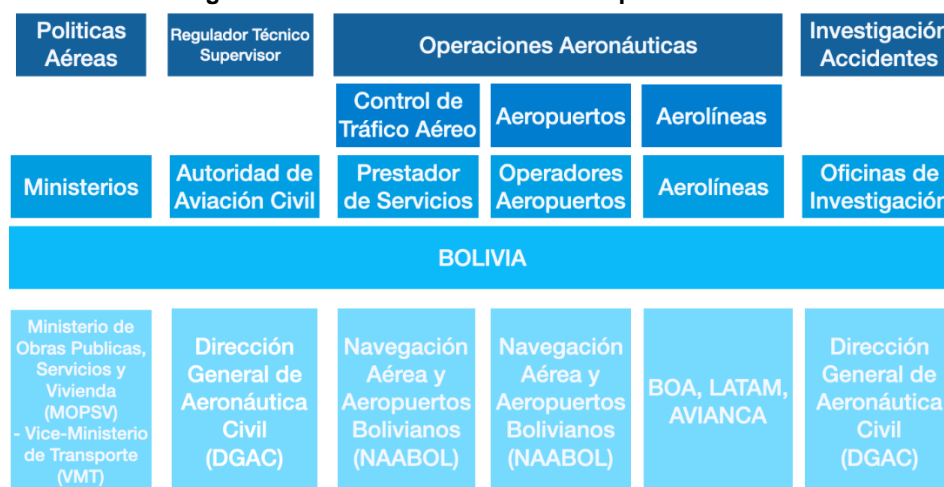 Politicas
Aéreas
Regulador Técnico
Supervisor
Operaciones Aeronáuticas
Investigación
Accidentes
Control de
Tráfico Aéreo
Aeropuertos
Aerolíneas
Ministerios
Autoridad de
Aviación Civil
Prestador
de Servicios
Operadores
Aeropuertos
Aerolíneas
Oficinas de
Investigación
BOLIVIA
Ministerio de
Obras Publicas,
Servicios y
Vivienda
(MOPSV)
- Vice-Ministerio
de Transporte
(VMT)
Dirección
General de
Aeronáutica
Civil
(DGAC)
Navegación
Aérea y
Aeropuertos
Bolivianos
(NAABOL)
Navegación
Aérea y
Aeropuertos
Bolivianos
(NAABOL)
BOA, LATAM,
AVIANCA
Dirección
General de
Aeronáutica
Civil
(DGAC)